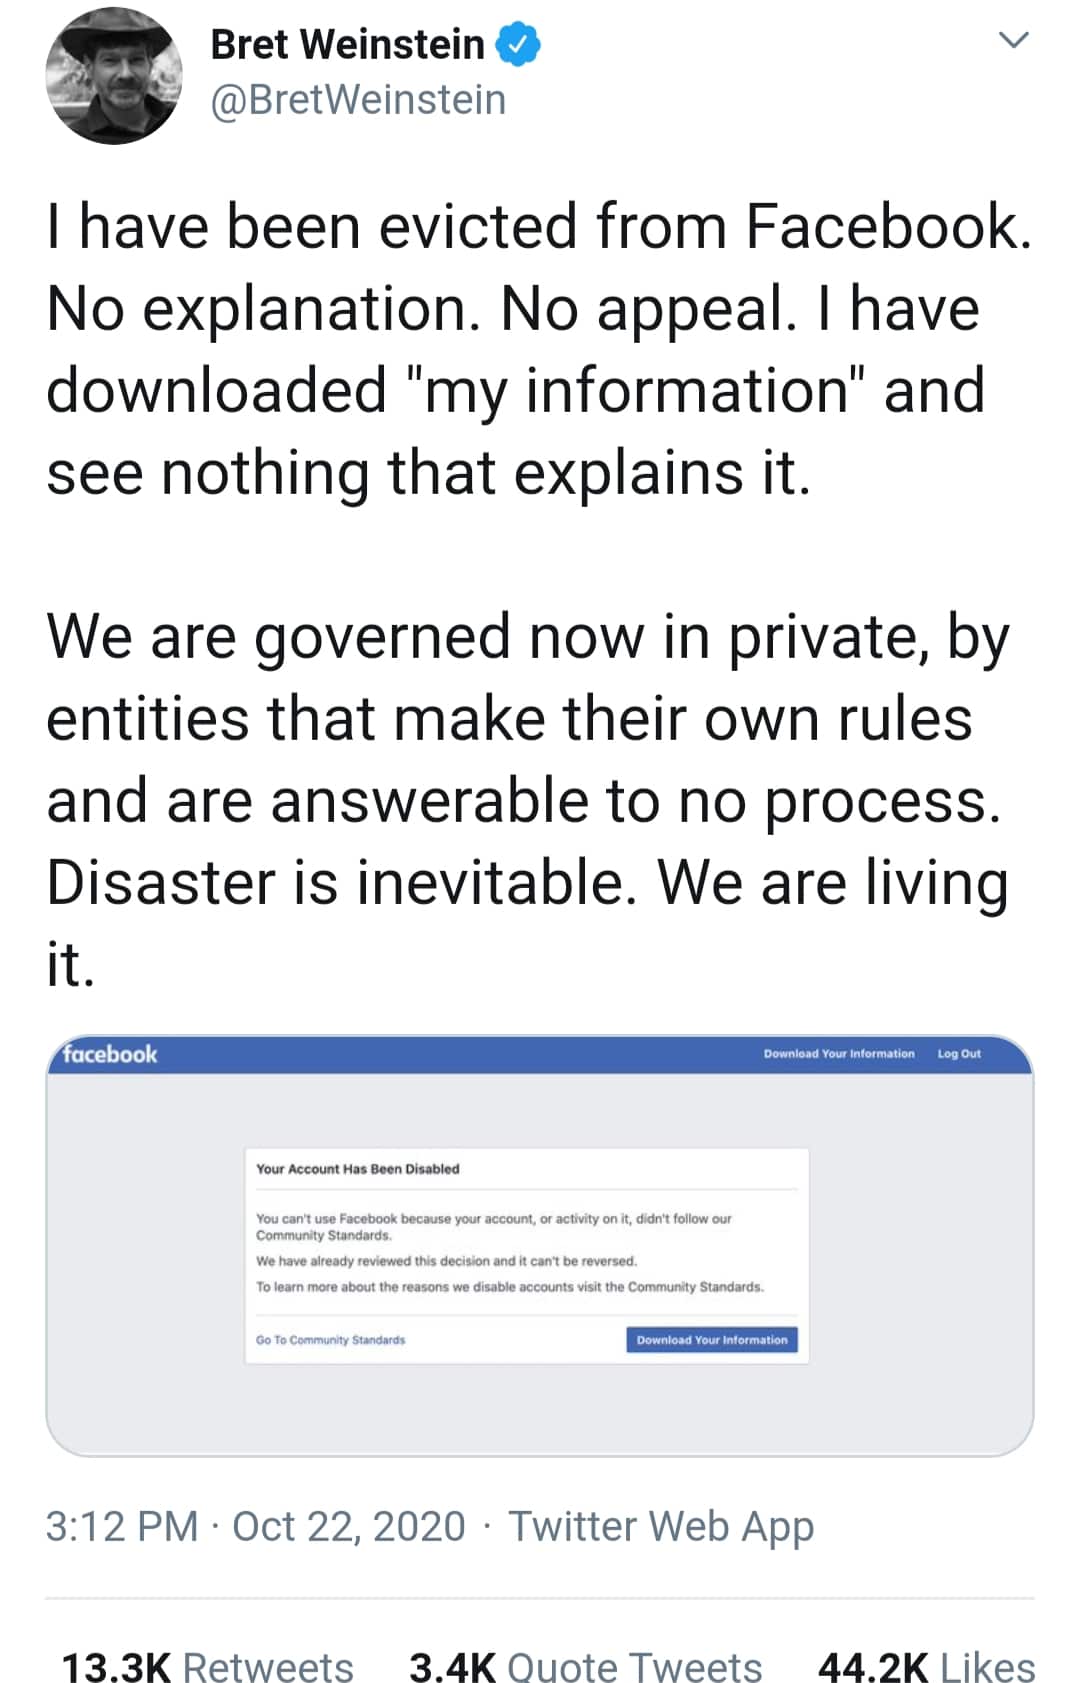 Bret Weinstein
@BretWeinstein
I have been evicted from Facebook.
No explanation. No appeal. I have
downloaded "my information" and
see nothing that explains it.
We are governed now in private, by
entities that make their own rules
and are answerable to no process.
Disaster is inevitable. We are living
it.
facebook
Download Your Information Log Out
Your Account Has Been Disabled
You can't use Facebook because your account, or activity on it, didn't follow our
Community Standards.
We have already reviewed this decision and it can't be reversed.
To learn more about the reasons we disable accounts visit the Community Standards.
Go To Community Standards Download Your Information
3:12 PM · Oct 22, 2020 · Twitter Web App
13.3K Retweets 3.4K Quote Tweets 44.2K Likes